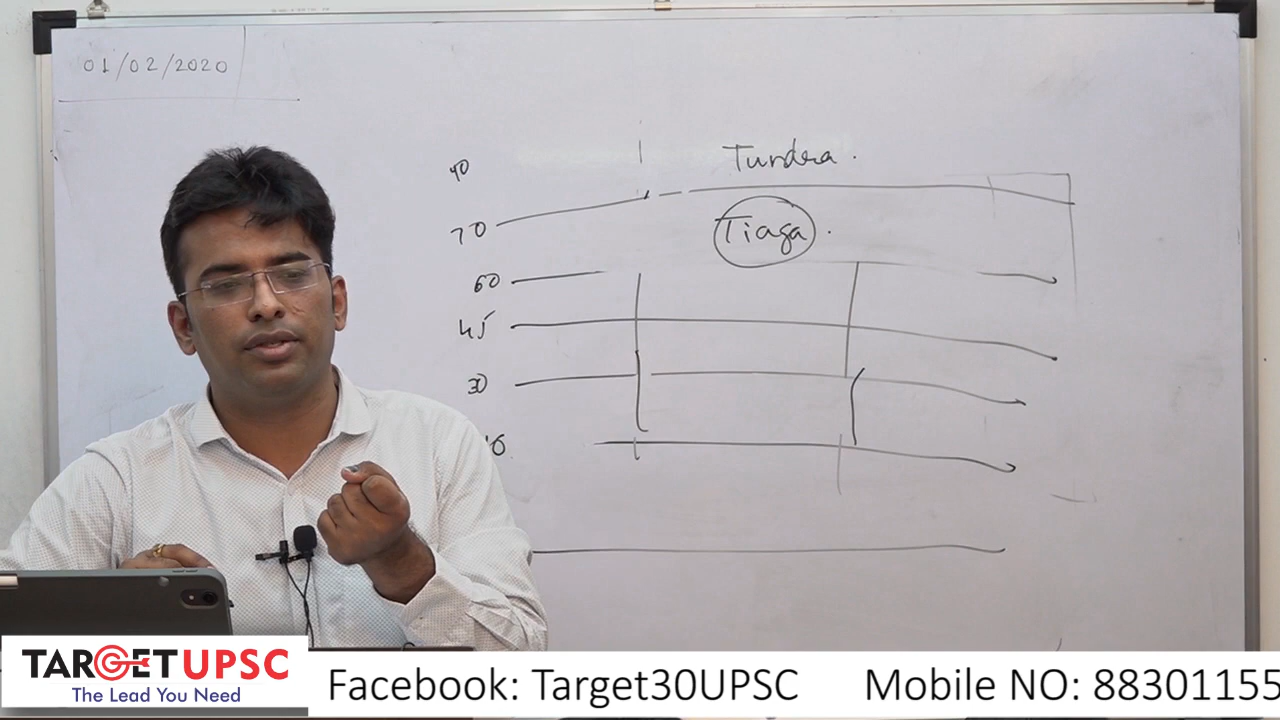 01/02/2020
90
Tundra.
70
Tiaga.
60
45
30
TARGET UPSC
The Lead You Need
Facebook: Target30UPSC
Mobile NO: 88301155